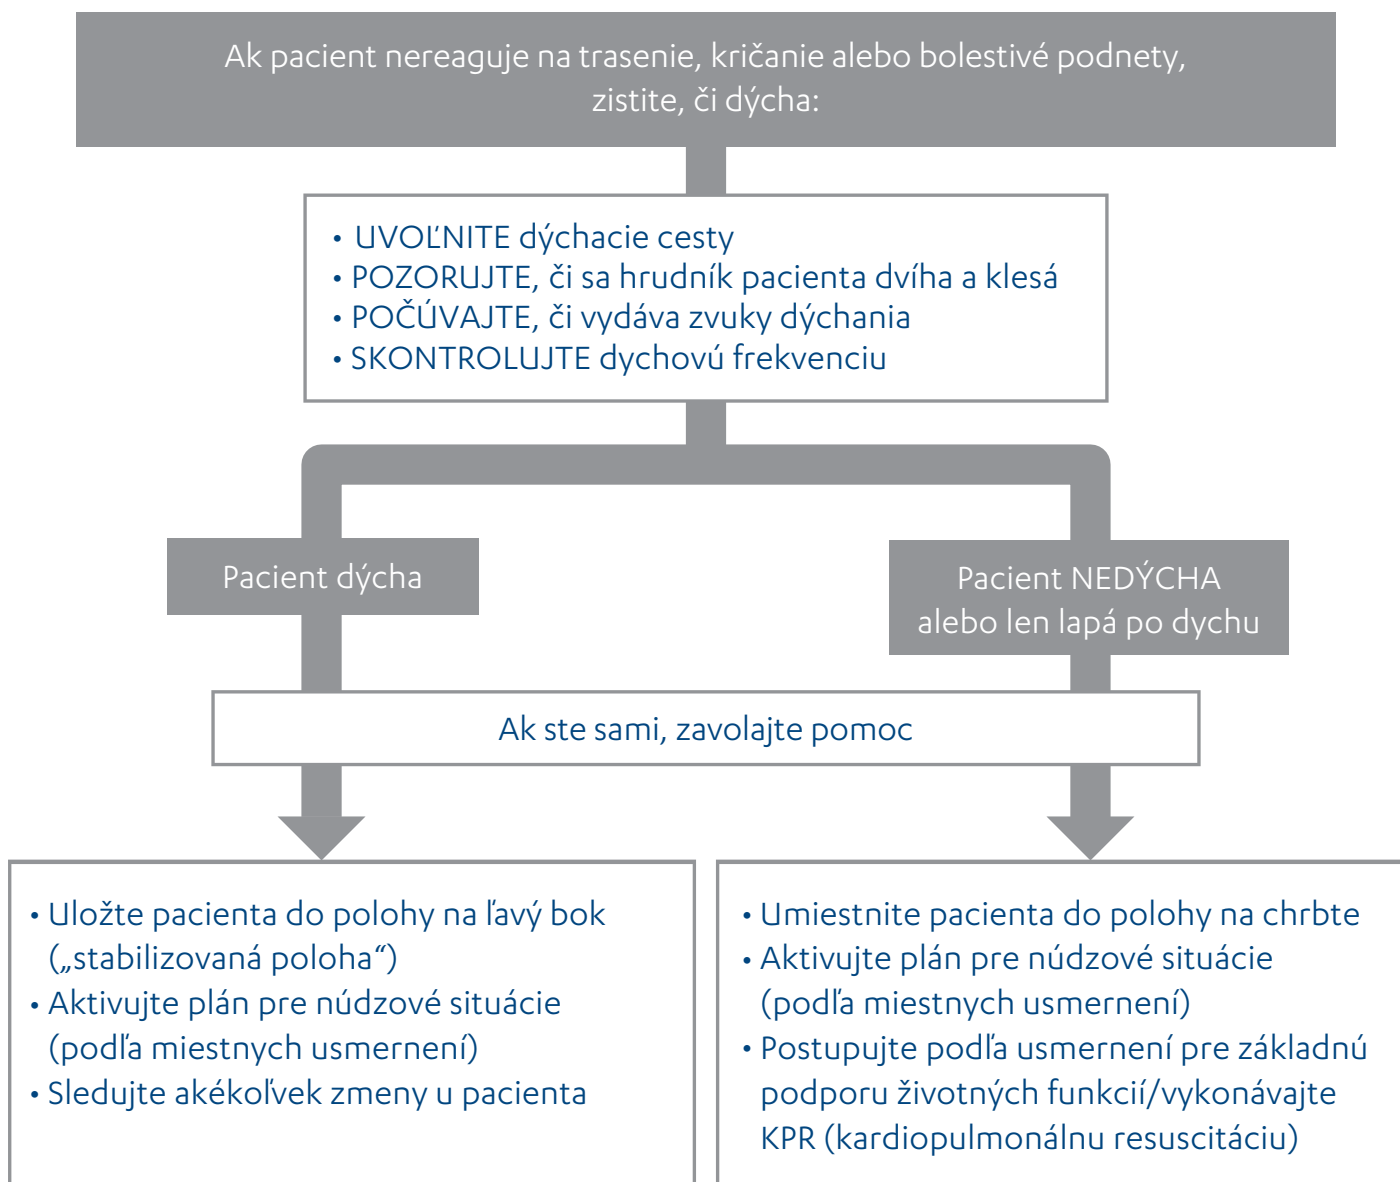 Ak pacient nereaguje na trasenie, kričanie alebo bolestivé podnety,
zistite, či dýcha:
• UVOĽNITE dýchacie cesty
• POZORUJTE, či sa hrudník pacienta dvíha a klesá
• POČÚVAJTE, či vydáva zvuky dýchania
• SKONTROLUJTE dychovú frekvenciu
Pacient dýcha
Pacient NEDÝCHA
alebo len lapá po dychu
Ak ste sami, zavolajte pomoc
• Uložte pacienta do polohy na ľavý bok
(„stabilizovaná poloha“)
• Aktivujte plán pre núdzové situácie
(podľa miestnych usmernení)
• Sledujte akékoľvek zmeny u pacienta
• Umiestnite pacienta do polohy na chrbte
• Aktivujte plán pre núdzové situácie
(podľa miestnych usmernení)
• Postupujte podľa usmernení pre základnú
podporu životných funkcií/vykonávajte
KPR (kardiopulmonálnu resuscitáciu)